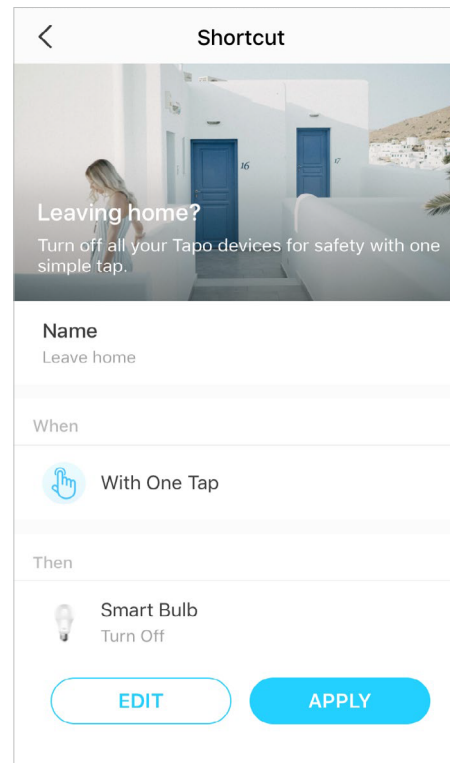 Shortcut
16
17
Leaving home?
Turn off all your Tapo devices for safety with one
simple tap.
Name
Leave home
When
With One Tap
Then
Smart Bulb
Turn Off
EDIT
APPLY